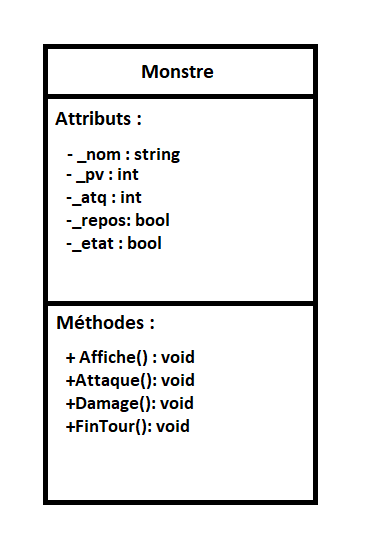 Monstre
Attributs :
- _nom : string
- _pv : int
-_atq : int
-_repos: bool
-_etat : bool
Méthodes :
+ Affiche() : void
+Attaque(): void
+Damage(): void
+FinTour(): void